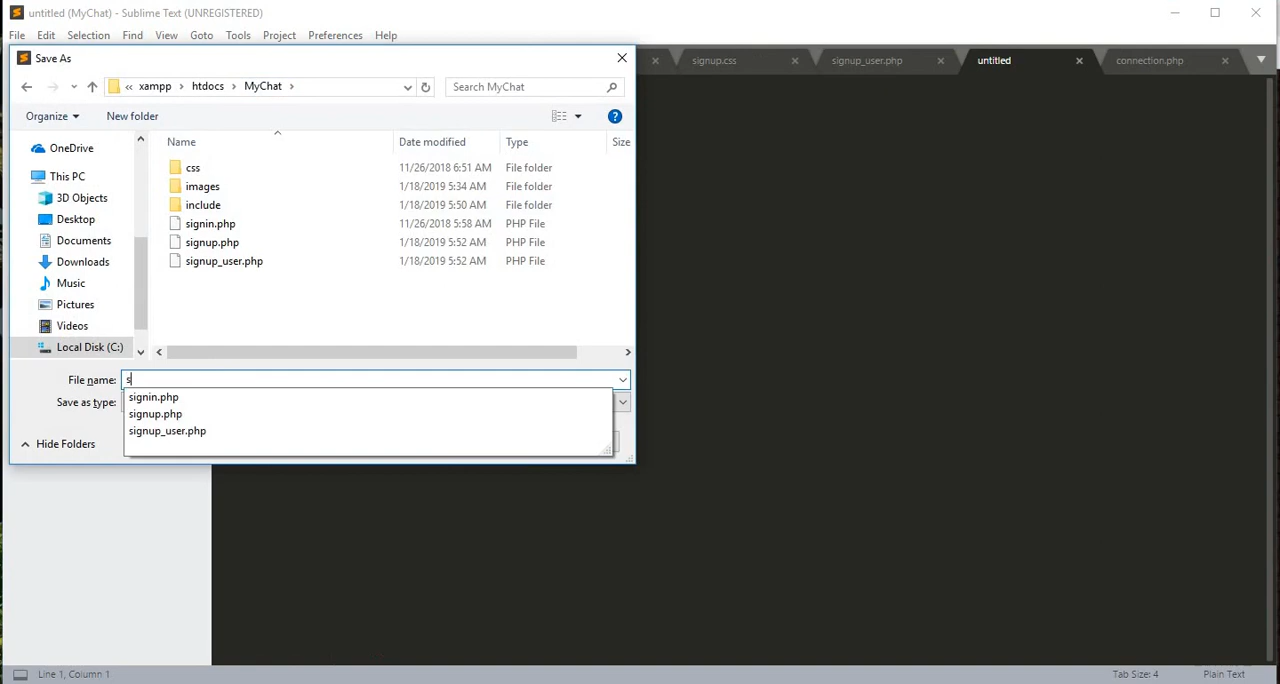 untitled (MyChat) - Sublime Text (UNREGISTERED)
File Edit Selection Find View Goto Tools Project Preferences Help
Save As
signup.css signup_user.php untitled connection.php
« xampp htdocs MyChat Search MyChat
Organize New folder
Name Date modified Type Size
OneDrive
This PC
3D Objects
Desktop
Documents
Downloads
Music
Pictures
Videos
Local Disk (C:)
css 11/26/2018 6:51 AM File folder
images 1/18/2019 5:34 AM File folder
include 1/18/2019 5:50 AM File folder
signin.php 11/26/2018 5:58 AM PHP File
signup.php 1/18/2019 5:52 AM PHP File
signup_user.php 1/18/2019 5:52 AM PHP File
File name: s
Save as type:
signin.php
signup.php
signup_user.php
Hide Folders
Line 1, Column 1 Tab Size: 4 Plain Text